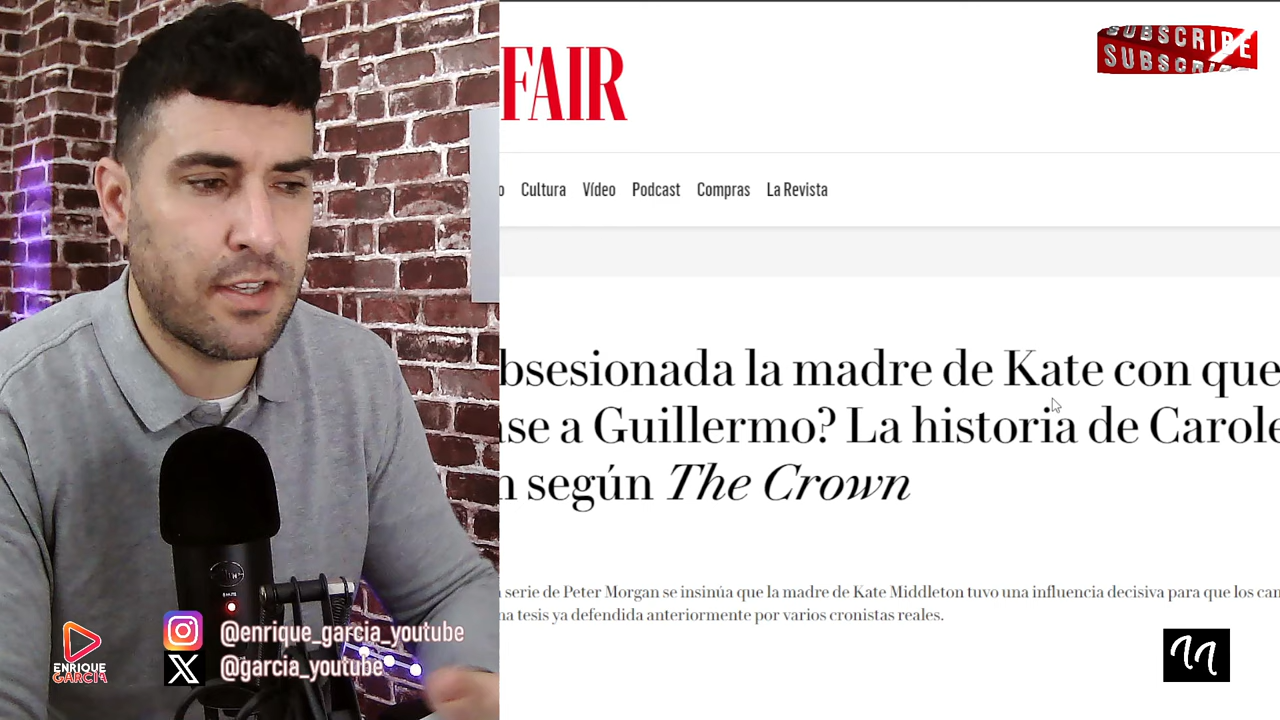 FAIR
SUBSCRIBE
SUBSCRIBE
Cultura Vídeo Podcast Compras La Revista
bsesionada la madre de Kate con que
se a Guillermo? La historia de Carole
según The Crown
serie de Peter Morgan se insinúa que la madre de Kate Middleton tuvo una influencia decisiva para que los can
na tesis ya defendida anteriormente por varios cronistas reales.
@enrique_garcia_youtube
@garcia_youtube
ENRIQUE
GARCIA